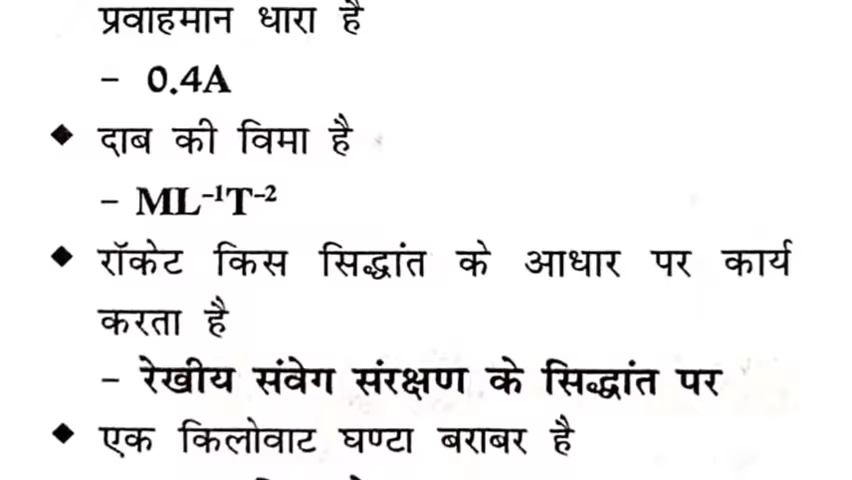 प्रवाहमान धारा है
– 0.4A
◆ दाब की विमा है
– ML⁻¹T⁻²
◆ रॉकेट किस सिद्धांत के आधार पर कार्य
करता है
– रेखीय संवेग संरक्षण के सिद्धांत पर
◆ एक किलोवाट घण्टा बराबर है